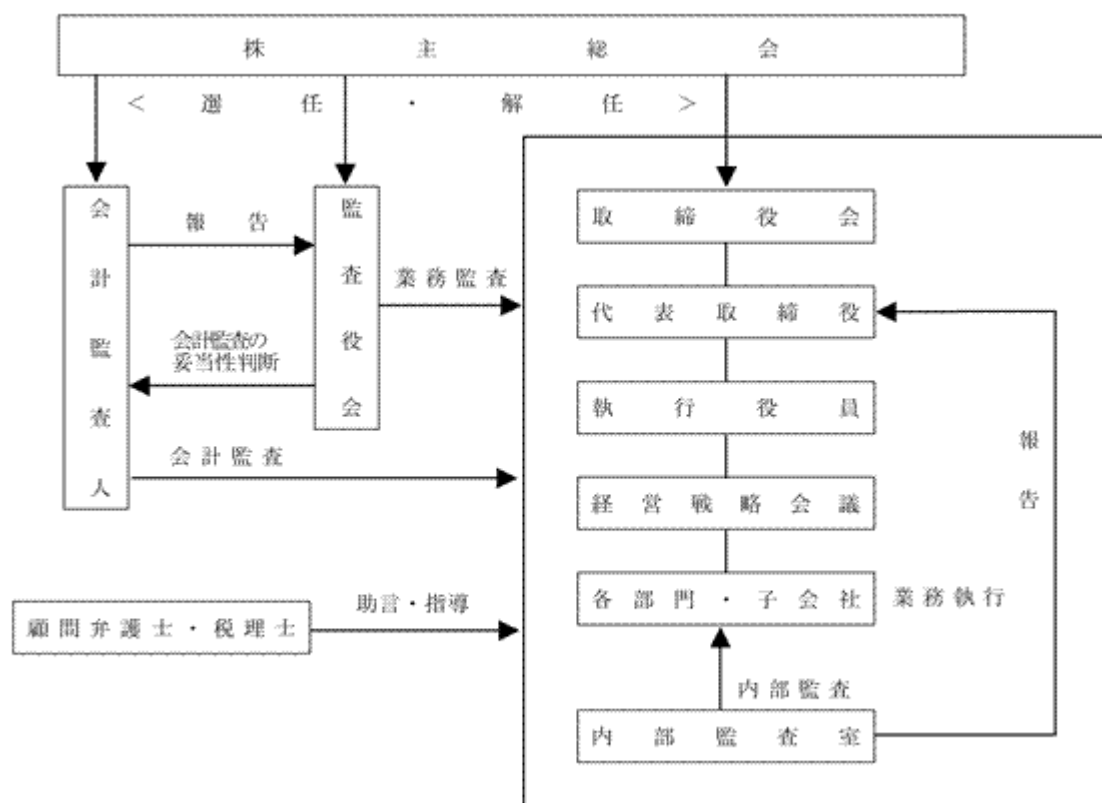 株主総会
＜選任・解任＞
会計監査人
報告
監査役会
業務監査
会計監査の
妥当性判断
会計監査
顧問弁護士・税理士
助言・指導
取締役会
代表取締役
執行役員
経営戦略会議
各部門・子会社
業務執行
内部監査
内部監査室
報告